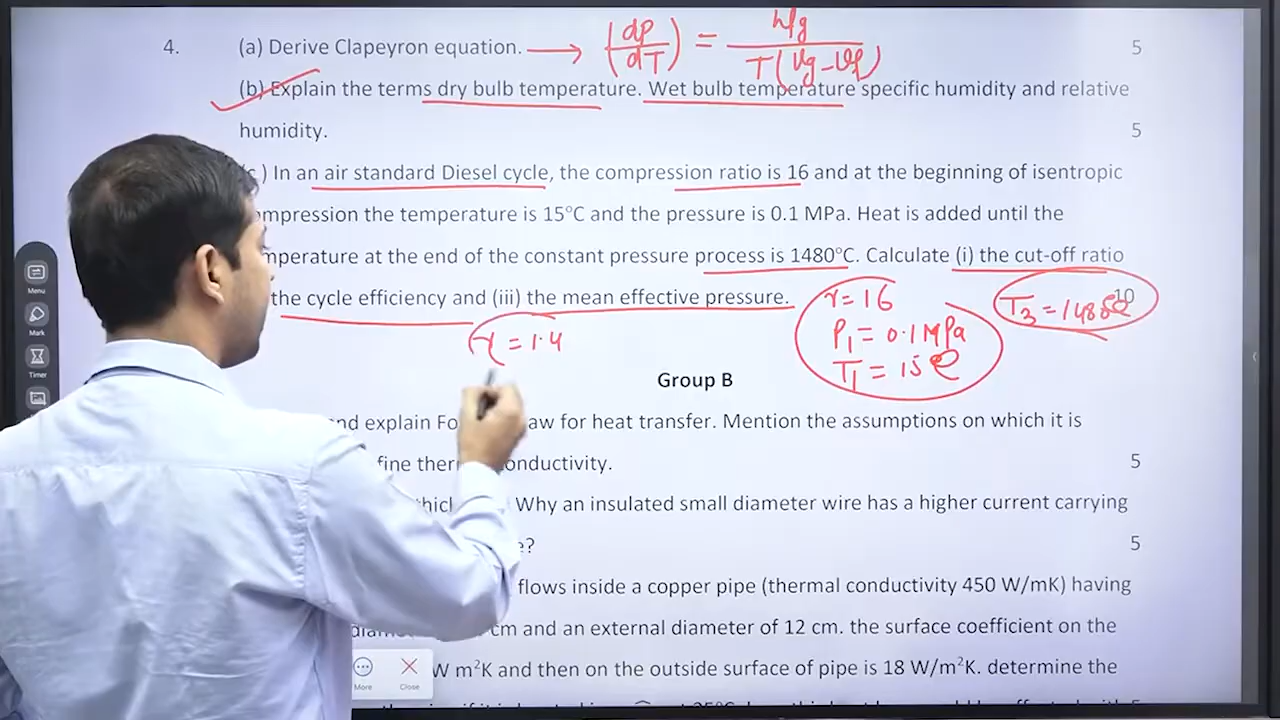 4. (a) Derive Clapeyron equation. → (dP/dT) = hfg/T(Vg-Vf) 5
(b) Explain the terms dry bulb temperature. Wet bulb temperature specific humidity and relative
humidity. 5
) In an air standard Diesel cycle, the compression ratio is 16 and at the beginning of isentropic
mpression the temperature is 15°C and the pressure is 0.1 MPa. Heat is added until the
mperature at the end of the constant pressure process is 1480°C. Calculate (i) the cut-off ratio
the cycle efficiency and (iii) the mean effective pressure. 10
r = 16
P1 = 0.1 MPa
T1 = 15°C
γ = 1.4
Group B
nd explain Fo aw for heat transfer. Mention the assumptions on which it is
fine ther onductivity. 5
Why an insulated small diameter wire has a higher current carrying
e? 5
flows inside a copper pipe (thermal conductivity 450 W/mK) having
cm and an external diameter of 12 cm. the surface coefficient on the
W m²K and then on the outside surface of pipe is 18 W/m²K. determine the
Menu
Mark
Timer
More
Close